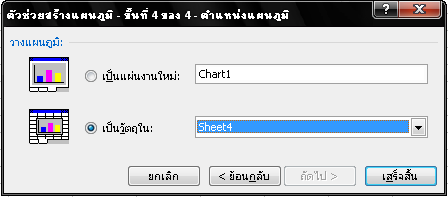 ตัวช่วยสร้างแผนภูมิ - ขั้นที่ 4 ของ 4 - ตำแหน่งแผนภูมิ
วางแผนภูมิ:
เป็นแผ่นงานใหม่: Chart1
เป็นวัตถุใน: Sheet4
ยกเลิก < ย้อนกลับ ถัดไป > เสร็จสิ้น